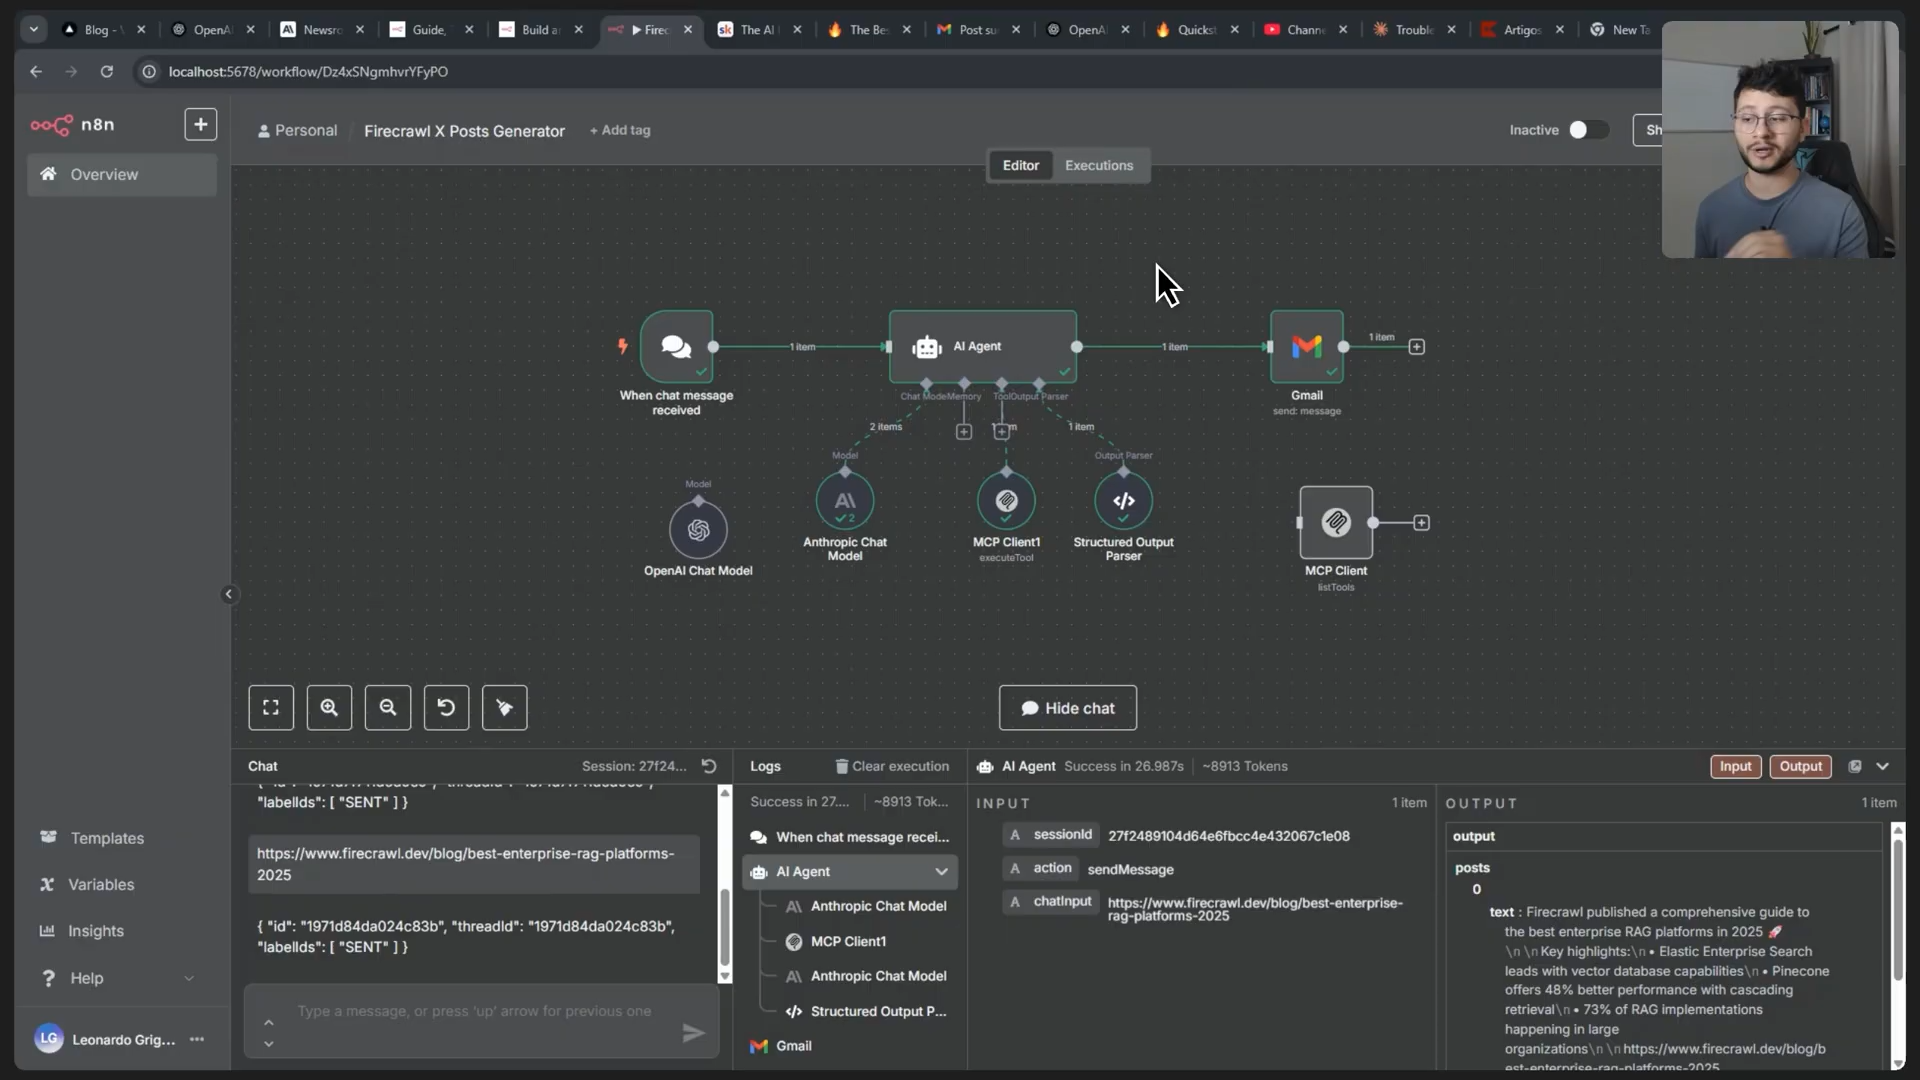 Blog -
OpenAI
Newsro
Guide,
Build ar
▶ Firec
The AI
The Be
Post su
OpenAI
Quickst
Chann
Trouble
Artigos
New Ta
localhost:5678/workflow/Dz4xSNgmhvrYFyPO
n8n
Personal / Firecrawl X Posts Generator + Add tag
Inactive
Sh
Overview
Editor Executions
1 item
AI Agent
1 item
1 item
When chat message
received
Chat Mode Memory Tool Output Parser
Gmail
send: message
2 items
1 item
Model
Output Parser
Model
Anthropic Chat
Model
MCP Client1
executeTool
Structured Output
Parser
OpenAI Chat Model
MCP Client
listTools
2
Hide chat
Chat
Session: 27f24...
"labelIds": [ "SENT" ] }
https://www.firecrawl.dev/blog/best-enterprise-rag-platforms-
2025
{ "id": "1971d84da024c83b", "threadId": "1971d84da024c83b",
"labelIds": [ "SENT" ] }
Type a message, or press 'up' arrow for previous one
Logs
Clear execution
Success in 27.... ~8913 Tok...
When chat message recei...
AI Agent
Anthropic Chat Model
MCP Client1
Anthropic Chat Model
Structured Output P...
Gmail
AI Agent Success in 26.987s ~8913 Tokens
Input Output
INPUT
1 item
A sessionId 27f2489104d64e6fbcc4e432067c1e08
A action sendMessage
A chatInput https://www.firecrawl.dev/blog/best-enterprise-
rag-platforms-2025
OUTPUT
1 item
output
posts
0
text : Firecrawl published a comprehensive guide to
the best enterprise RAG platforms in 2025 🚀
\n \n Key highlights:\n • Elastic Enterprise Search
leads with vector database capabilities\n • Pinecone
offers 48% better performance with cascading
retrieval\n • 73% of RAG implementations
happening in large
organizations\n \n https://www.firecrawl.dev/blog/b
est-enterprise-rag-platforms-2025
Templates
Variables
Insights
Help
LG
Leonardo Grig...